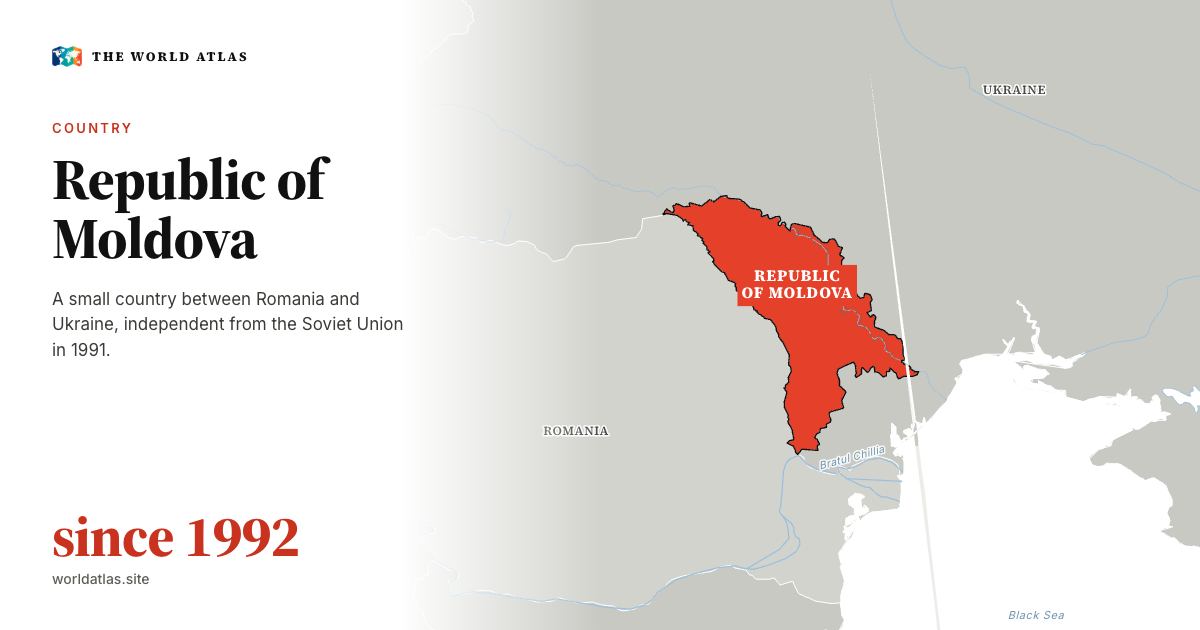 THE WORLD ATLAS
COUNTRY
Republic of
Moldova
A small country between Romania and
Ukraine, independent from the Soviet Union
in 1991.
since 1992
worldatlas.site
UKRAINE
REPUBLIC
OF MOLDOVA
ROMANIA
Bratul Chillia
Black Sea